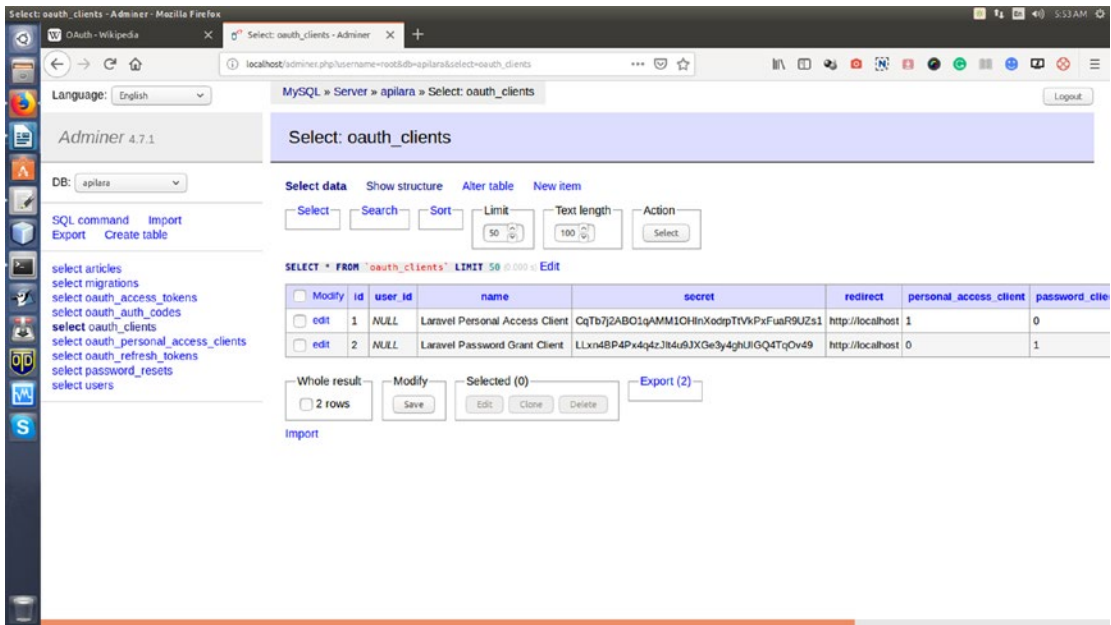 Select: oauth_clients - Adminer - Mozilla Firefox
5:53 AM
OAuth - Wikipedia
Select: oauth_clients - Adminer
localhost/adminer.php?username=root&db=apilara&select=oauth_clients
Language: English
MySQL » Server » apilara » Select: oauth_clients
Logout
Adminer 4.7.1
Select: oauth_clients
DB: apilara
Select data Show structure Alter table New item
SQL command Import
Export Create table
Select Search Sort Limit Text length Action
50 100 Select
select articles
select migrations
select oauth_access_tokens
select oauth_auth_codes
select oauth_clients
select oauth_personal_access_clients
select oauth_refresh_tokens
select password_resets
select users
SELECT * FROM `oauth_clients` LIMIT 50 (0.000 s) Edit
Modify id user_id name secret redirect personal_access_client password_clie
edit 1 NULL Laravel Personal Access Client CqTb7j2ABO1qAMM1OHInXodrpTtVkPxFuaR9UZs1 http://localhost 1 0
edit 2 NULL Laravel Password Grant Client LLxn4BP4Px4q4zJIt4u9JXGe3y4ghUIGQ4TqOv49 http://localhost 0 1
Whole result Modify Selected (0) Export (2)
2 rows Save Edit Clone Delete
Import